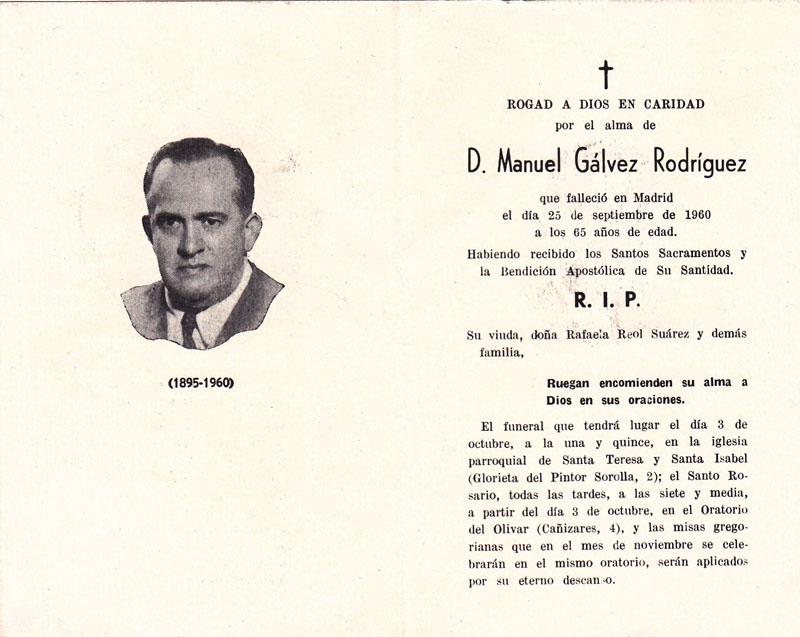 (1895-1960)
ROGAD A DIOS EN CARIDAD
por el alma de
D. Manuel Gálvez Rodríguez
que falleció en Madrid
el día 25 de septiembre de 1960
a los 65 años de edad.
Habiendo recibido los Santos Sacramentos y
la Bendición Apostólica de Su Santidad.
R. I. P.
Su viuda, doña Rafaela Reol Suárez y demás
familia,
Ruegan encomienden su alma a
Dios en sus oraciones.
El funeral que tendrá lugar el día 3 de
octubre, a la una y quince, en la iglesia
parroquial de Santa Teresa y Santa Isabel
(Glorieta del Pintor Sorolla, 2); el Santo Ro-
sario, todas las tardes, a las siete y media,
a partir del día 3 de octubre, en el Oratorio
del Olivar (Cañizares, 4), y las misas grego-
rianas que en el mes de noviembre se cele-
brarán en el mismo oratorio, serán aplicados
por su eterno descanso.